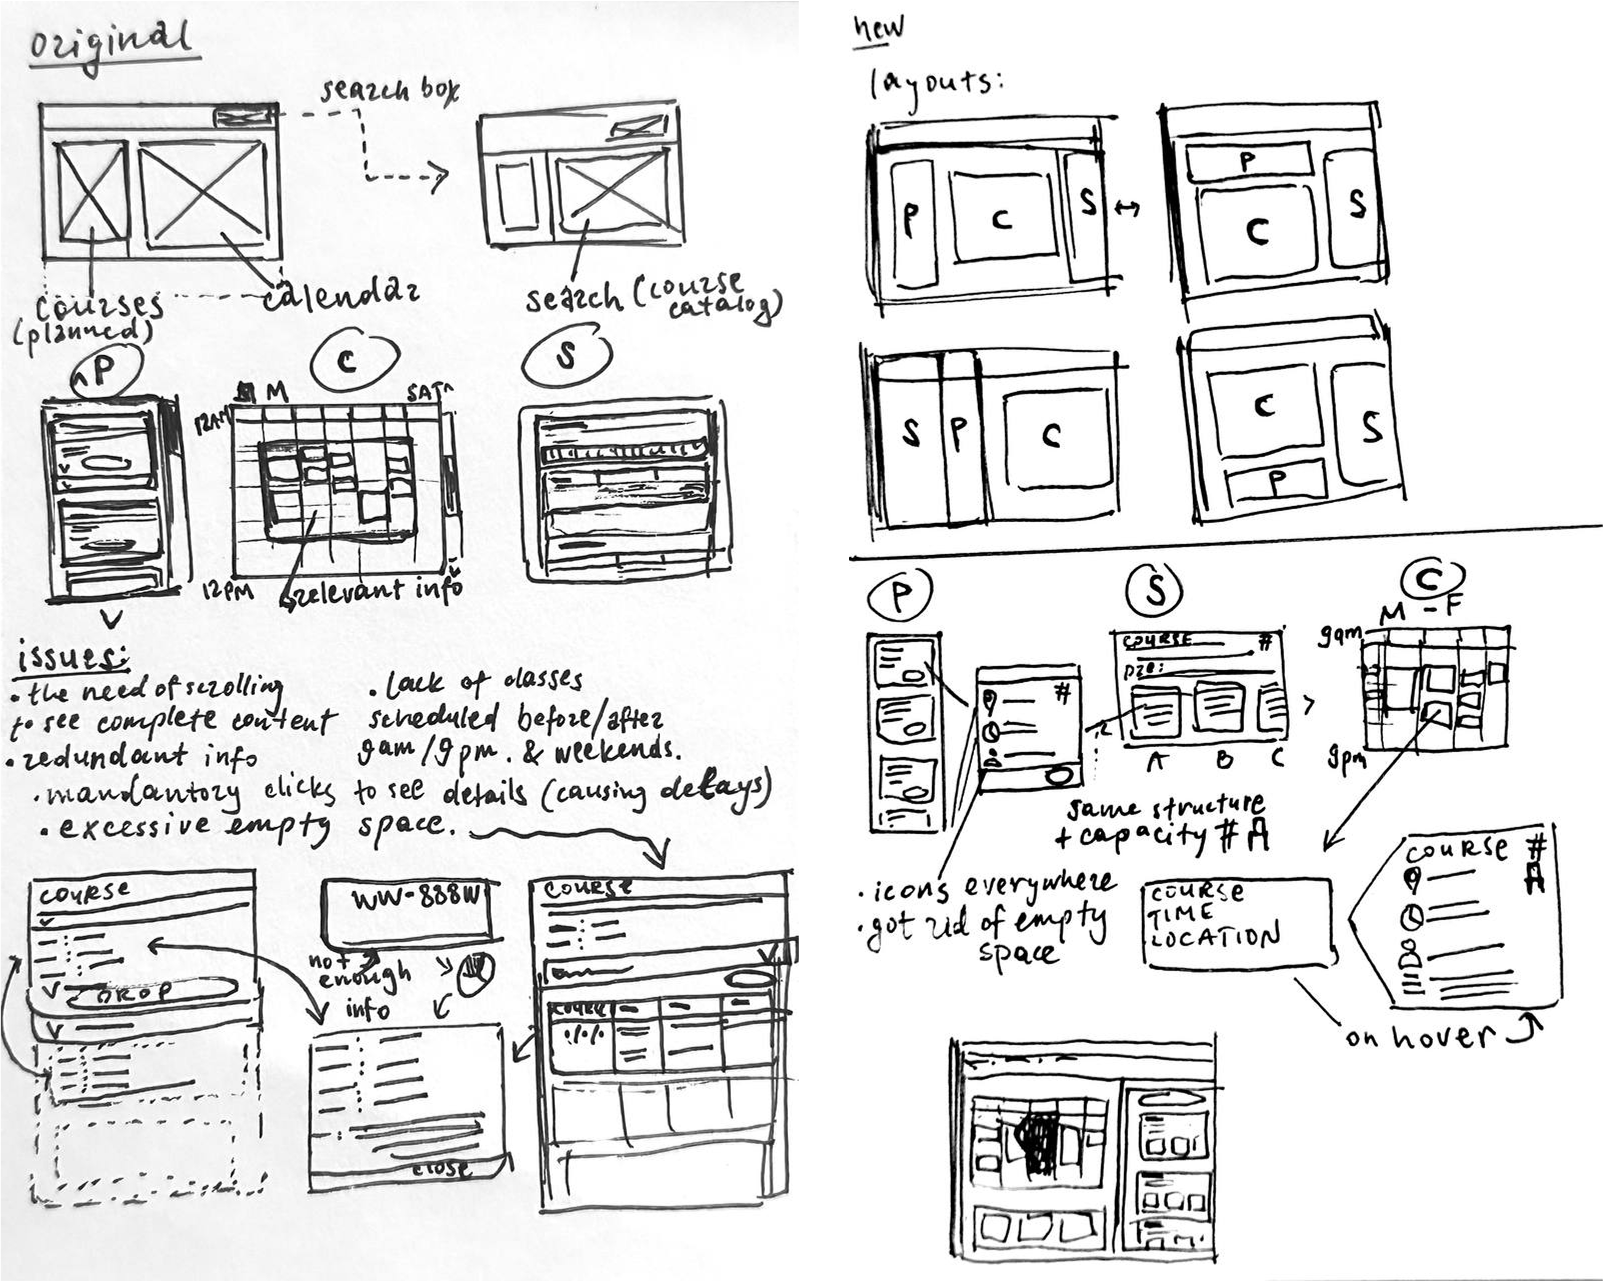 original
search box
courses
(planned)
calendar
search (course
catalog)
P
C
S
M
SAT
12AM
12PM
relevant info
issues:
• the need of scrolling
to see complete content
• redundant info
• lack of classes
scheduled before/after
9am/9pm. & weekends.
• mandantory clicks to see details (causing delays)
• excessive empty space.
COURSE
DROP
WW-888W
not
enough
info
CLOSE
COURSE
COURSE
new
layouts:
P
C
S
P
C
S
S
P
C
C
S
P
P
S
C
M - F
9am
9pm
#
COURSE
#
pre:
A
B
C
same structure
+ capacity #
• icons everywhere
• got rid of empty
space
COURSE
TIME
LOCATION
COURSE #
on hover